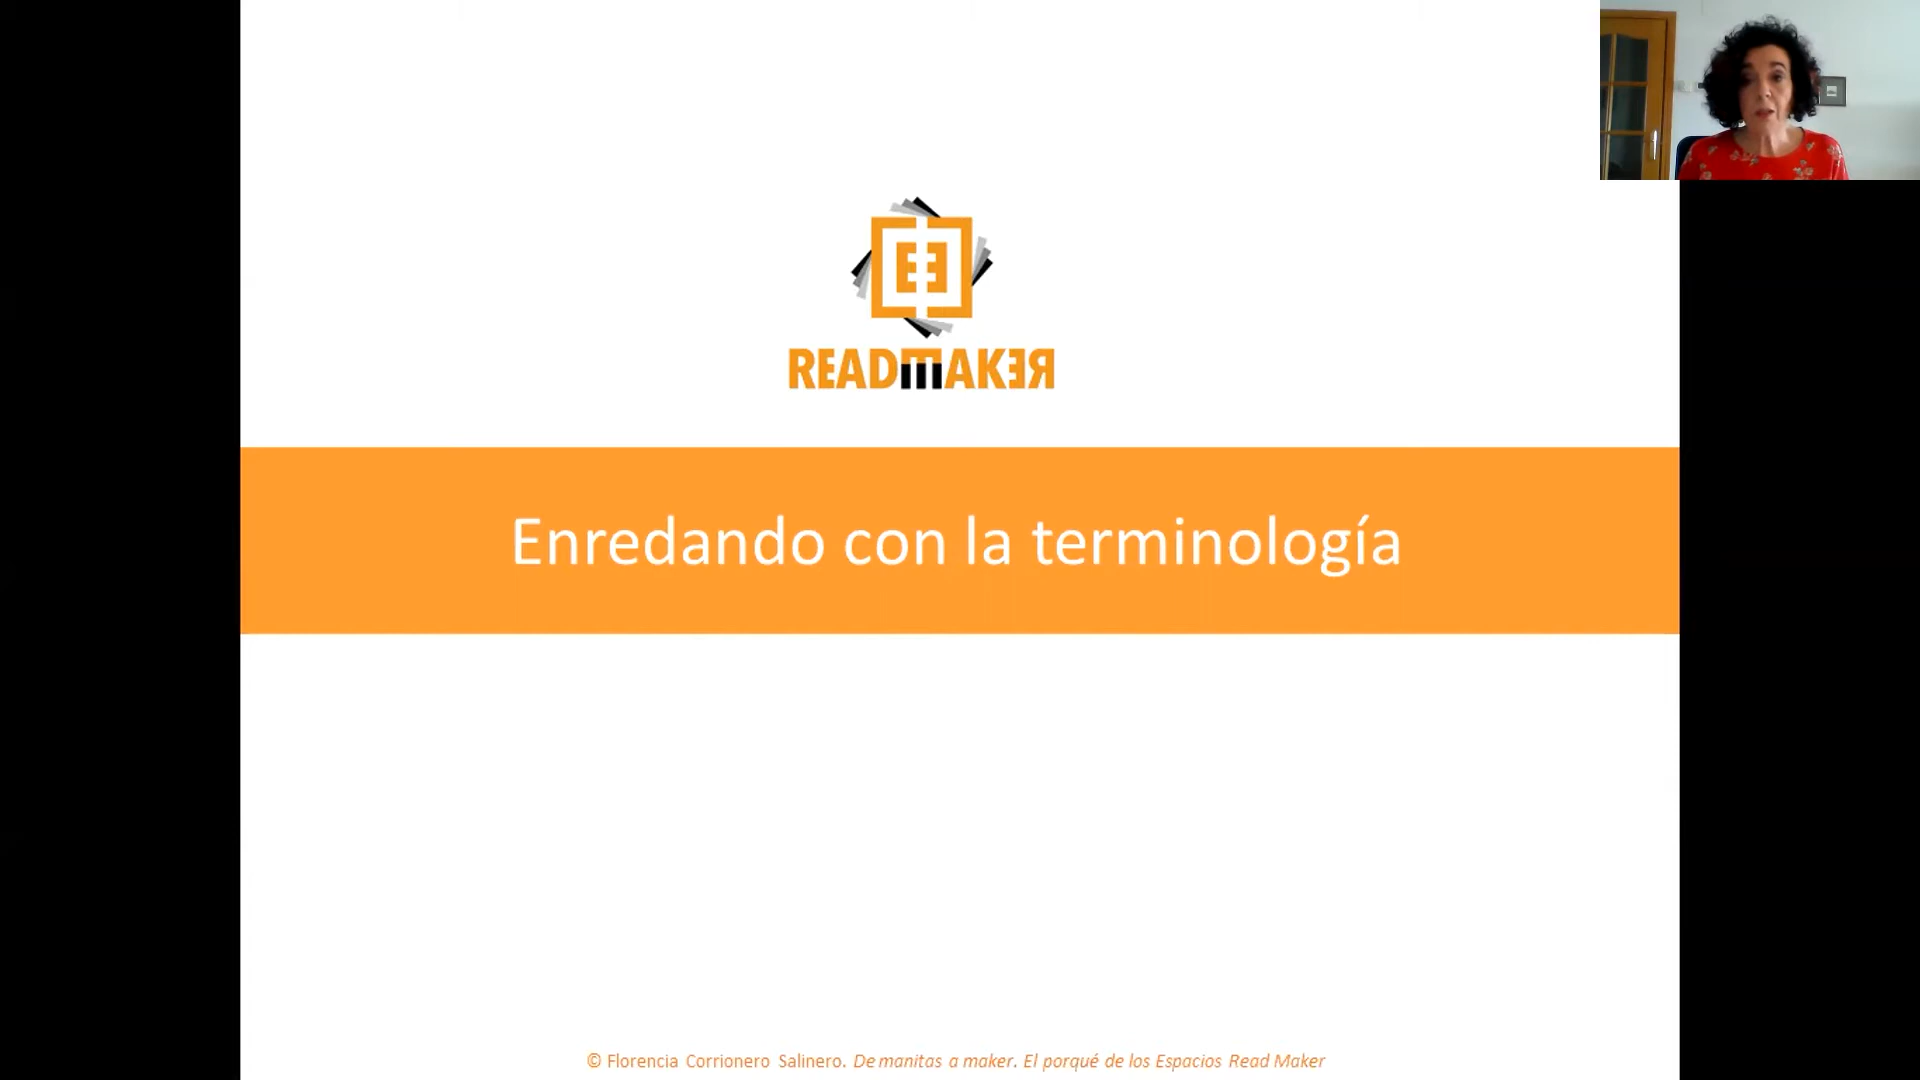 READMAKER
Enredando con la terminología
© Florencia Corrionero Salinero. De manitas a maker. El porqué de los Espacios Read Maker